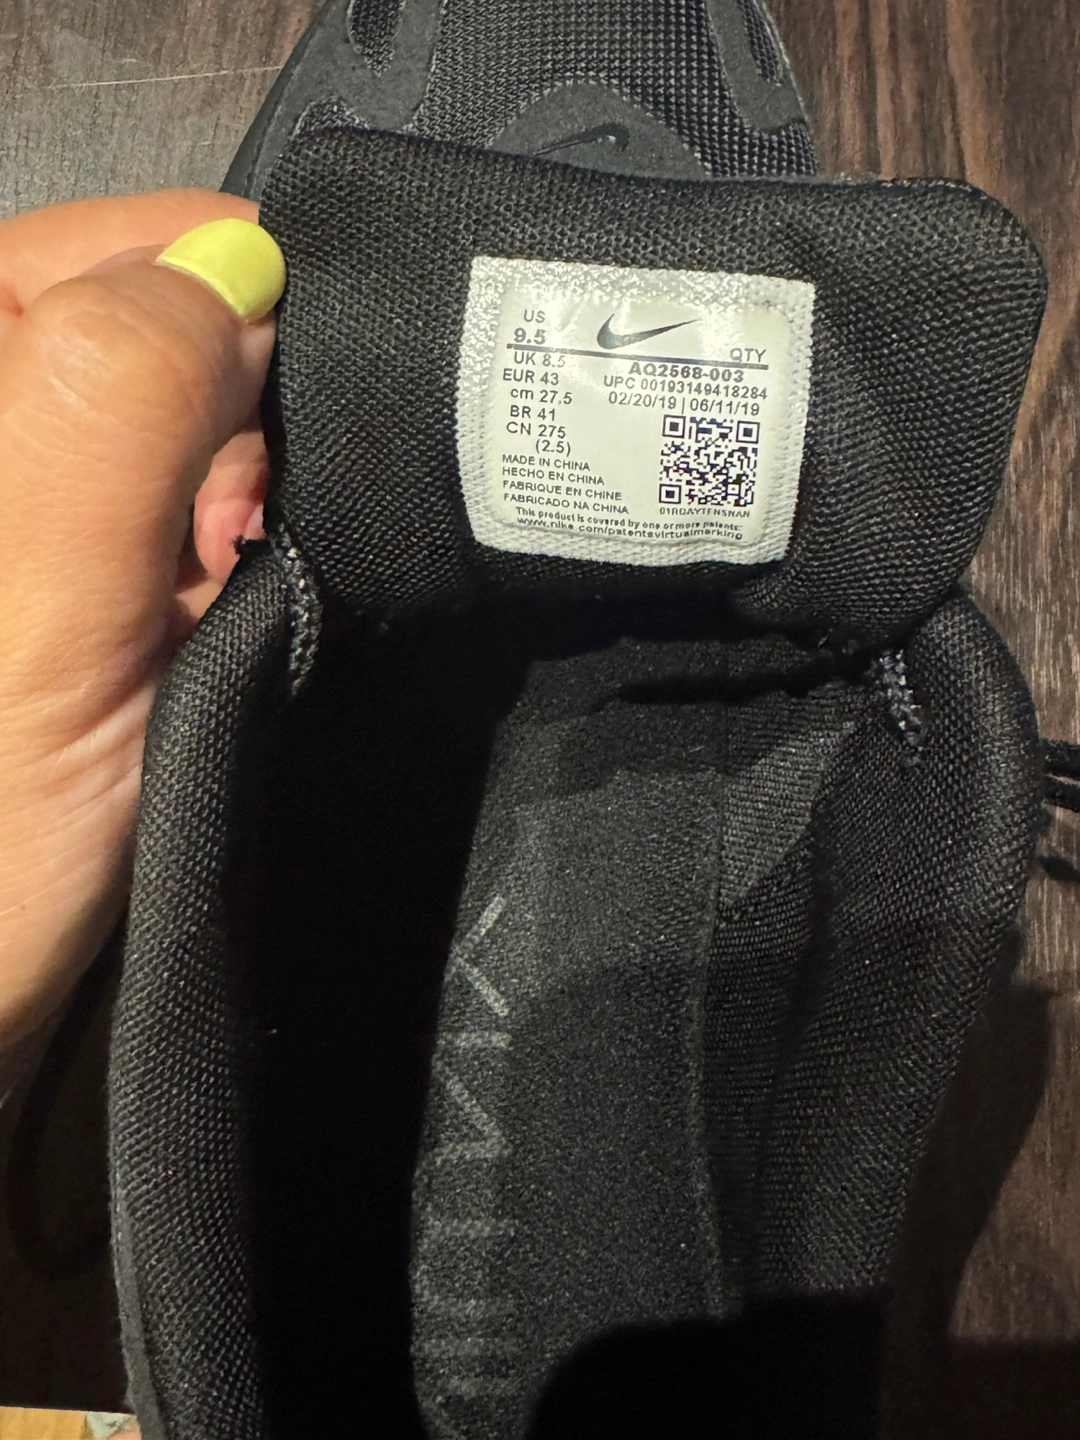 US
9.5
QTY
UK 8.5
AQ2568-003
EUR 43
UPC 00193149418284
cm 27.5
02/20/19 | 06/11/19
BR 41
CN 275
(2.5)
MADE IN CHINA
HECHO EN CHINA
FABRIQUE EN CHINE
FABRICADO NA CHINA
This product is covered by one or more patents:
www.nike.com/patentsvirtualmarking